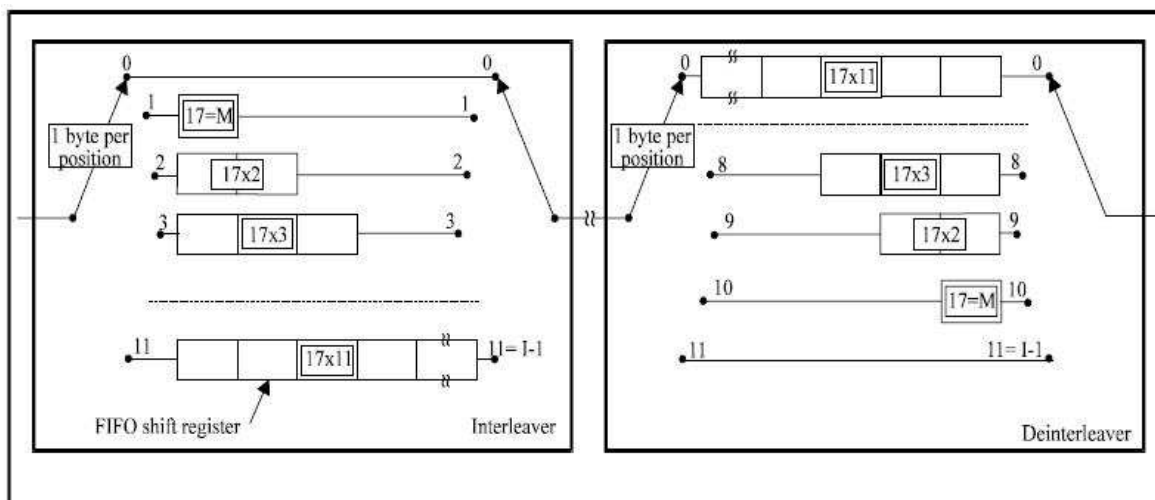 0
0
1
17=M
1
1 byte per
position
2
17x2
2
3
17x3
3
11
17x11
11= I-1
FIFO shift register
Interleaver
0
17x11
0
1 byte per
position
8
17x3
8
9
17x2
9
10
17=M
10
11
11= I-1
Deinterleaver